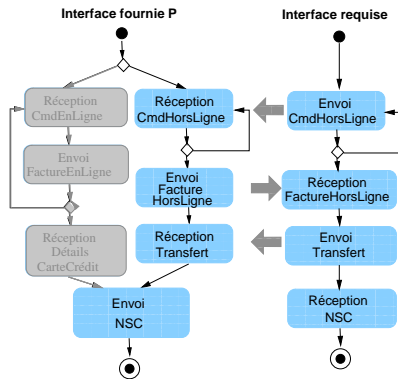 Interface fournie P
Interface requise
Réception
CmdEnLigne
Réception
CmdHorsLigne
Envoi
CmdHorsLigne
Envoi
FactureEnLigne
Envoi
Facture
HorsLigne
Réception
FactureHorsLigne
Réception
Détails
CarteCrédit
Réception
Transfert
Envoi
Transfert
Envoi
NSC
Réception
NSC